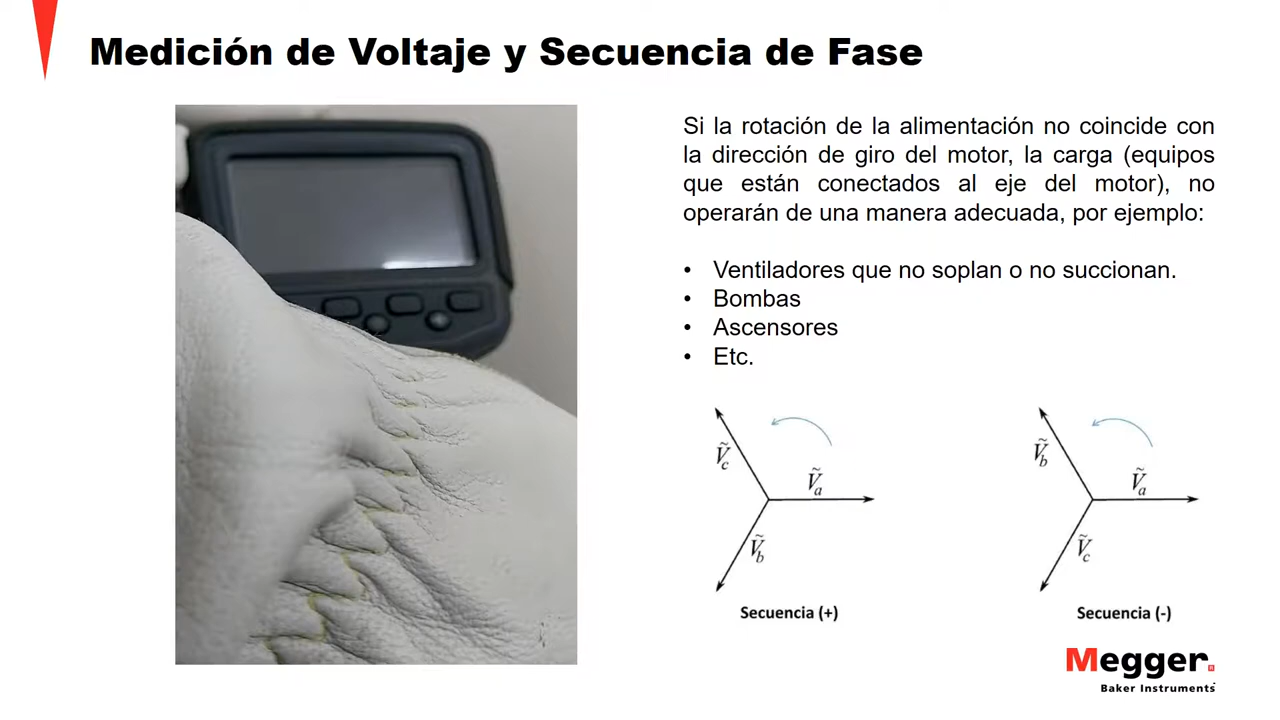 Medición de Voltaje y Secuencia de Fase
Si la rotación de la alimentación no coincide con
la dirección de giro del motor, la carga (equipos
que están conectados al eje del motor), no
operarán de una manera adecuada, por ejemplo:
• Ventiladores que no soplan o no succionan.
• Bombas
• Ascensores
• Etc.
Ṽc
Ṽa
Ṽb
Secuencia (+)
Ṽb
Ṽa
Ṽc
Secuencia (-)
Megger.
Baker Instruments